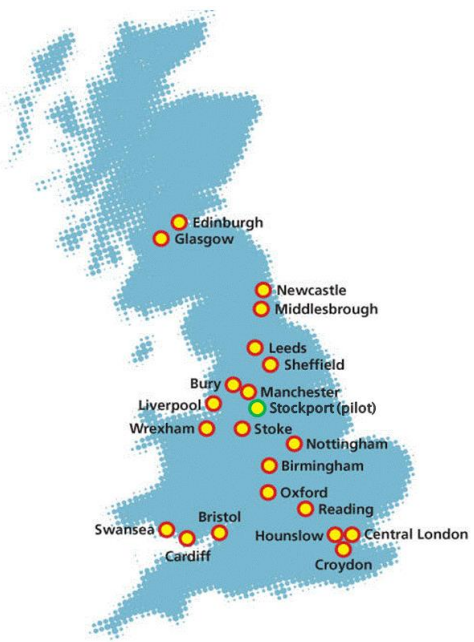 Edinburgh
Glasgow
Newcastle
Middlesbrough
Leeds
Sheffield
Bury
Manchester
Liverpool
Stockport (pilot)
Wrexham
Stoke
Nottingham
Birmingham
Oxford
Reading
Swansea
Bristol
Hounslow
Central London
Cardiff
Croydon